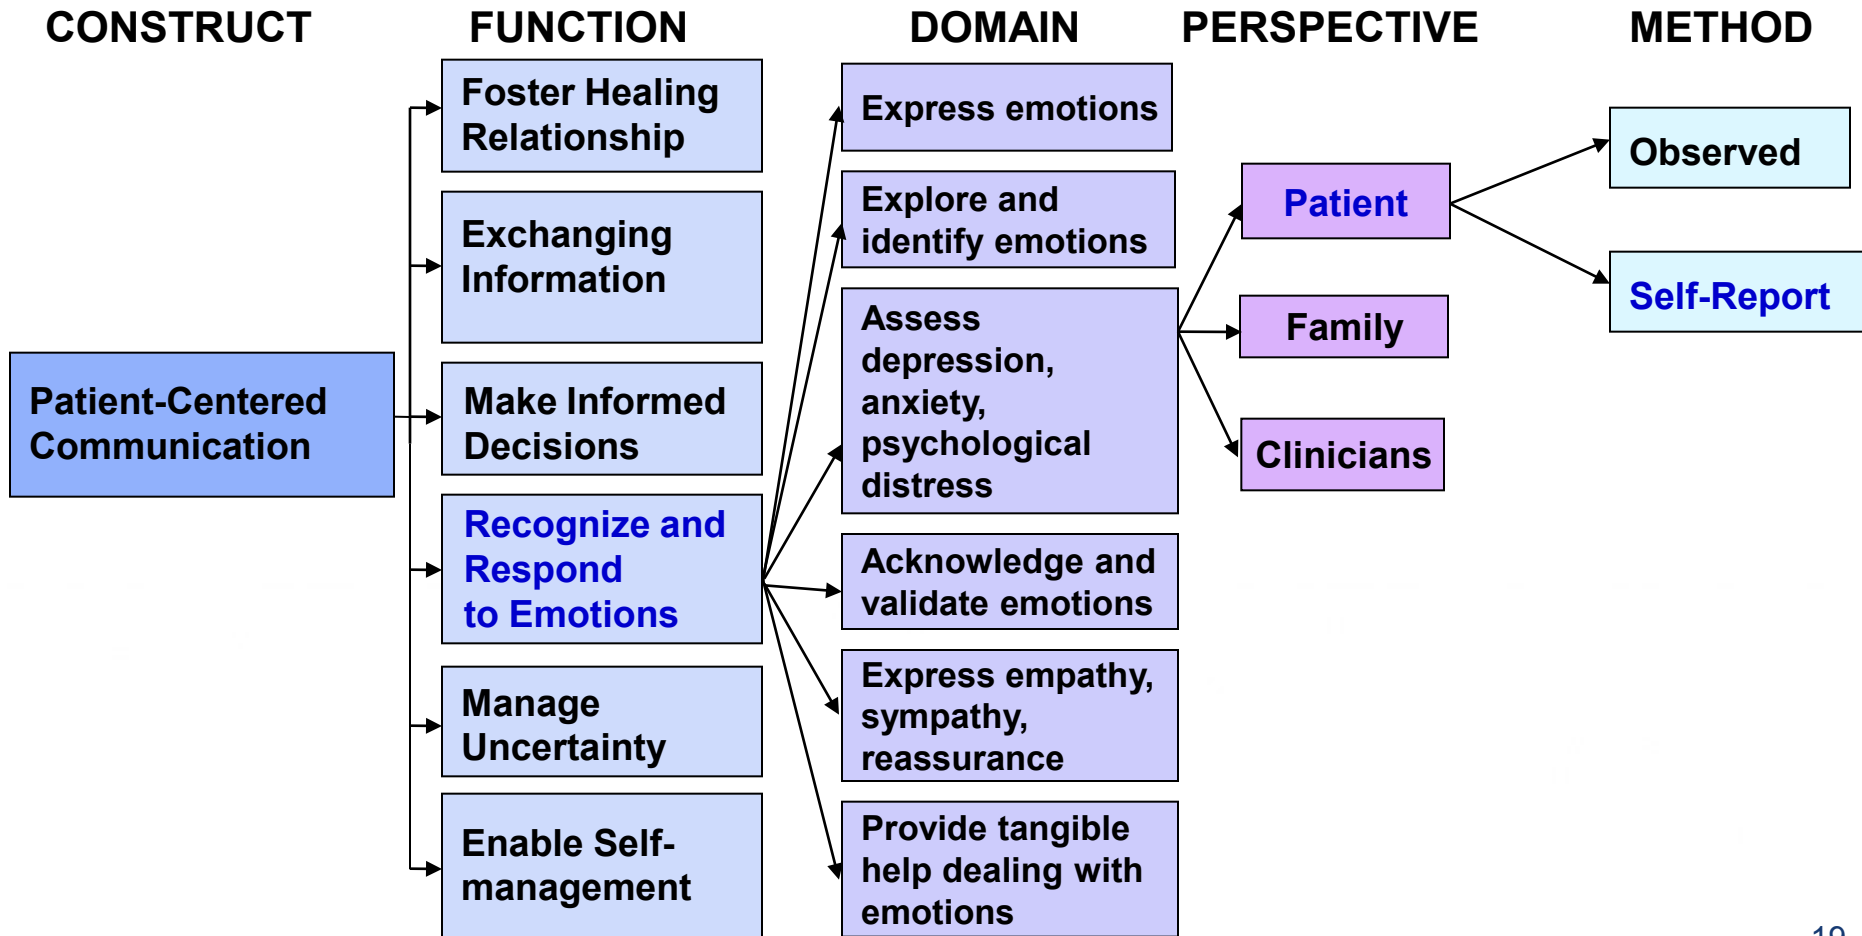 CONSTRUCT
FUNCTION
DOMAIN
PERSPECTIVE
METHOD
Patient-Centered
Communication
Foster Healing
Relationship
Exchanging
Information
Make Informed
Decisions
Recognize and
Respond
to Emotions
Manage
Uncertainty
Enable Self-
management
Express emotions
Explore and
identify emotions
Assess
depression,
anxiety,
psychological
distress
Acknowledge and
validate emotions
Express empathy,
sympathy,
reassurance
Provide tangible
help dealing with
emotions
Patient
Family
Clinicians
Observed
Self-Report